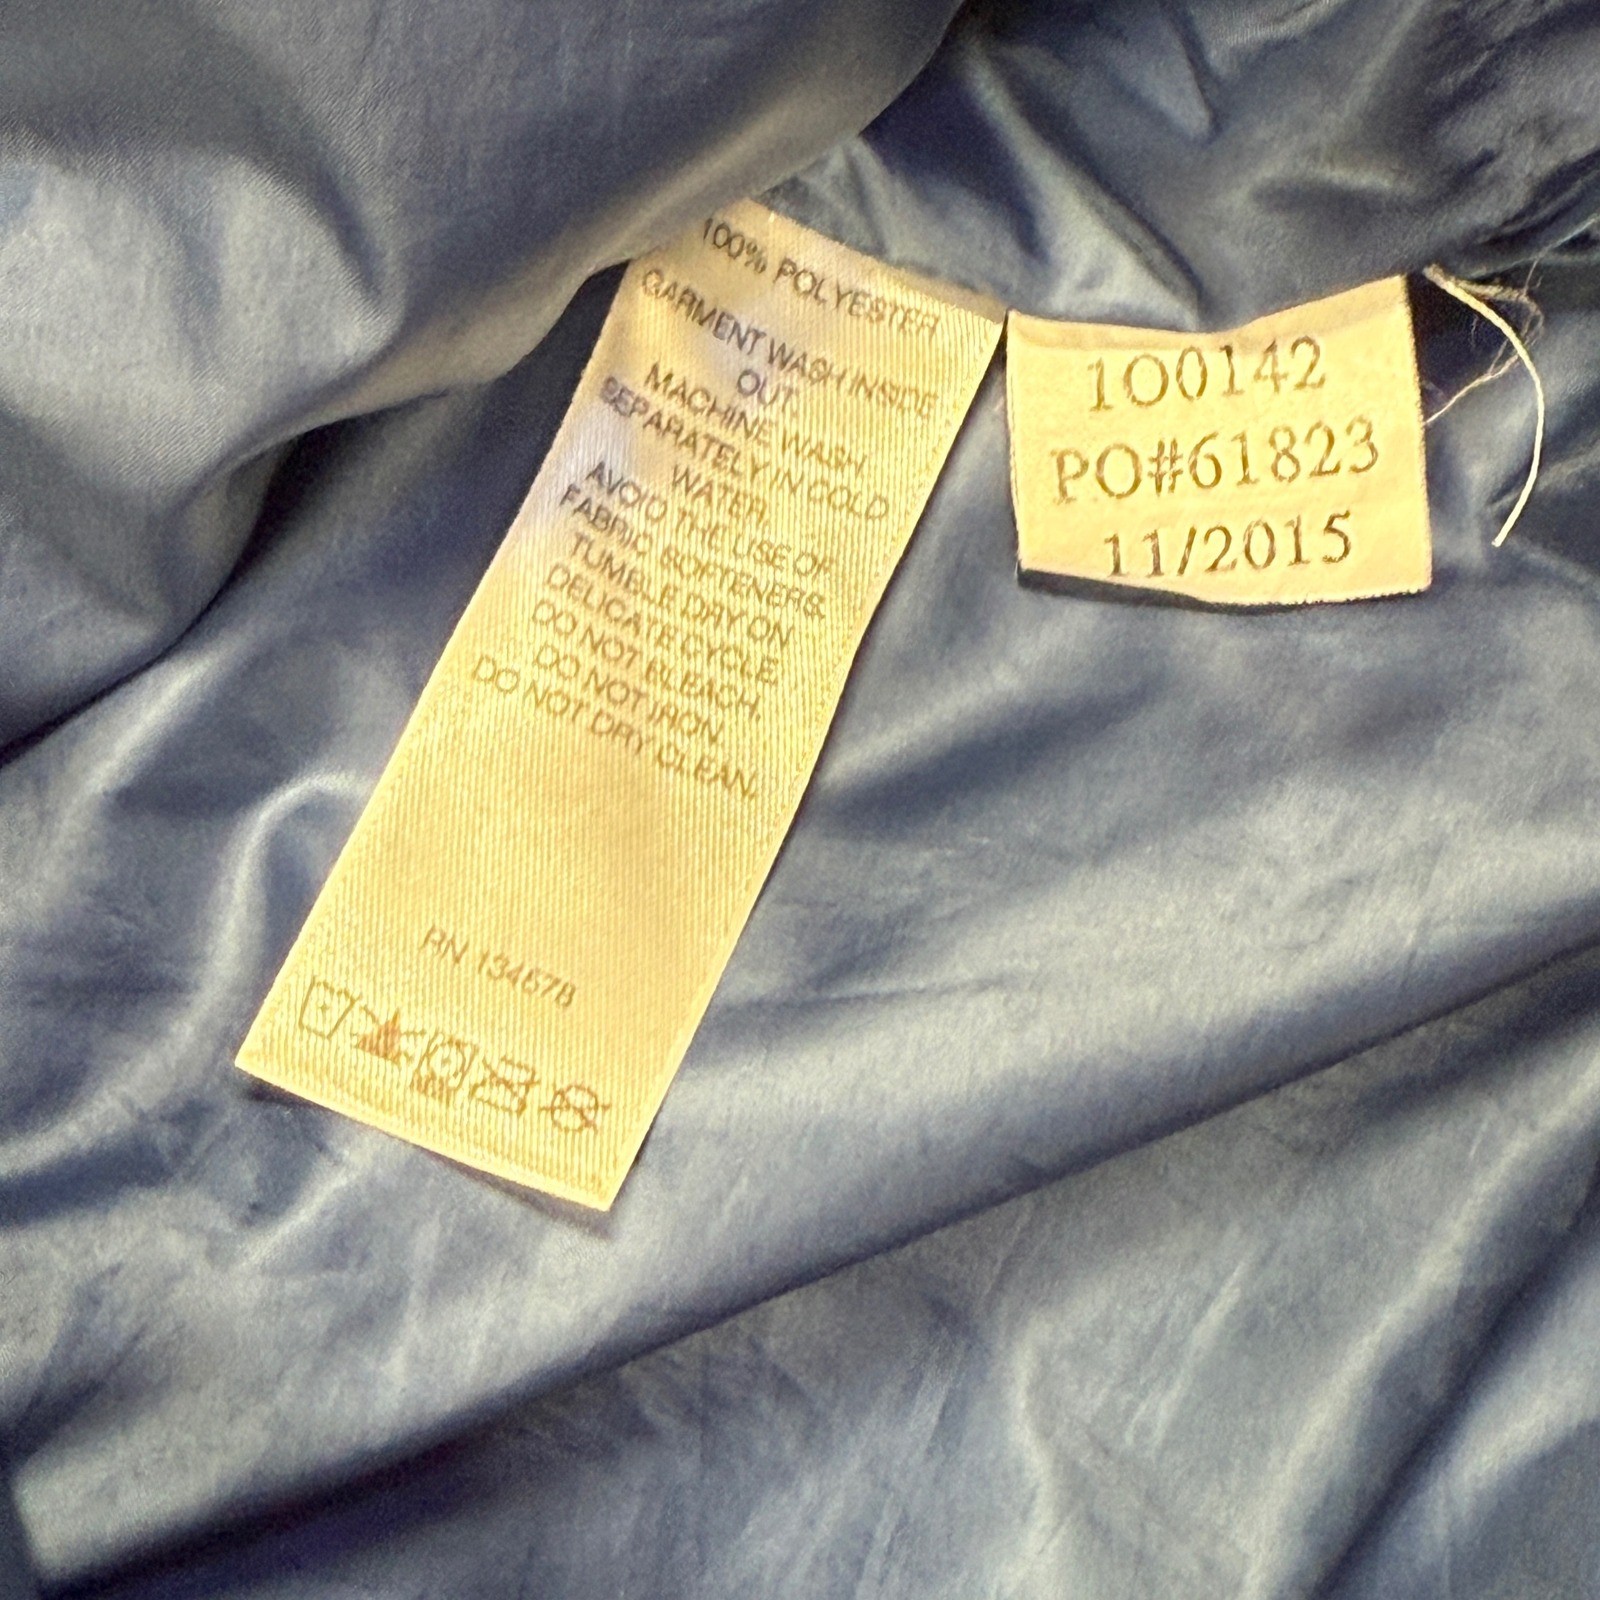 100% POLYESTER
GARMENT WASH INSIDE
OUT.
MACHINE WASH
SEPARATELY IN COLD
WATER.
AVOID THE USE OF
FABRIC SOFTENERS.
TUMBLE DRY ON
DELICATE CYCLE
DO NOT BLEACH.
DO NOT IRON.
DO NOT DRY CLEAN.
RN 134678
1O0142
PO#61823
11/2015